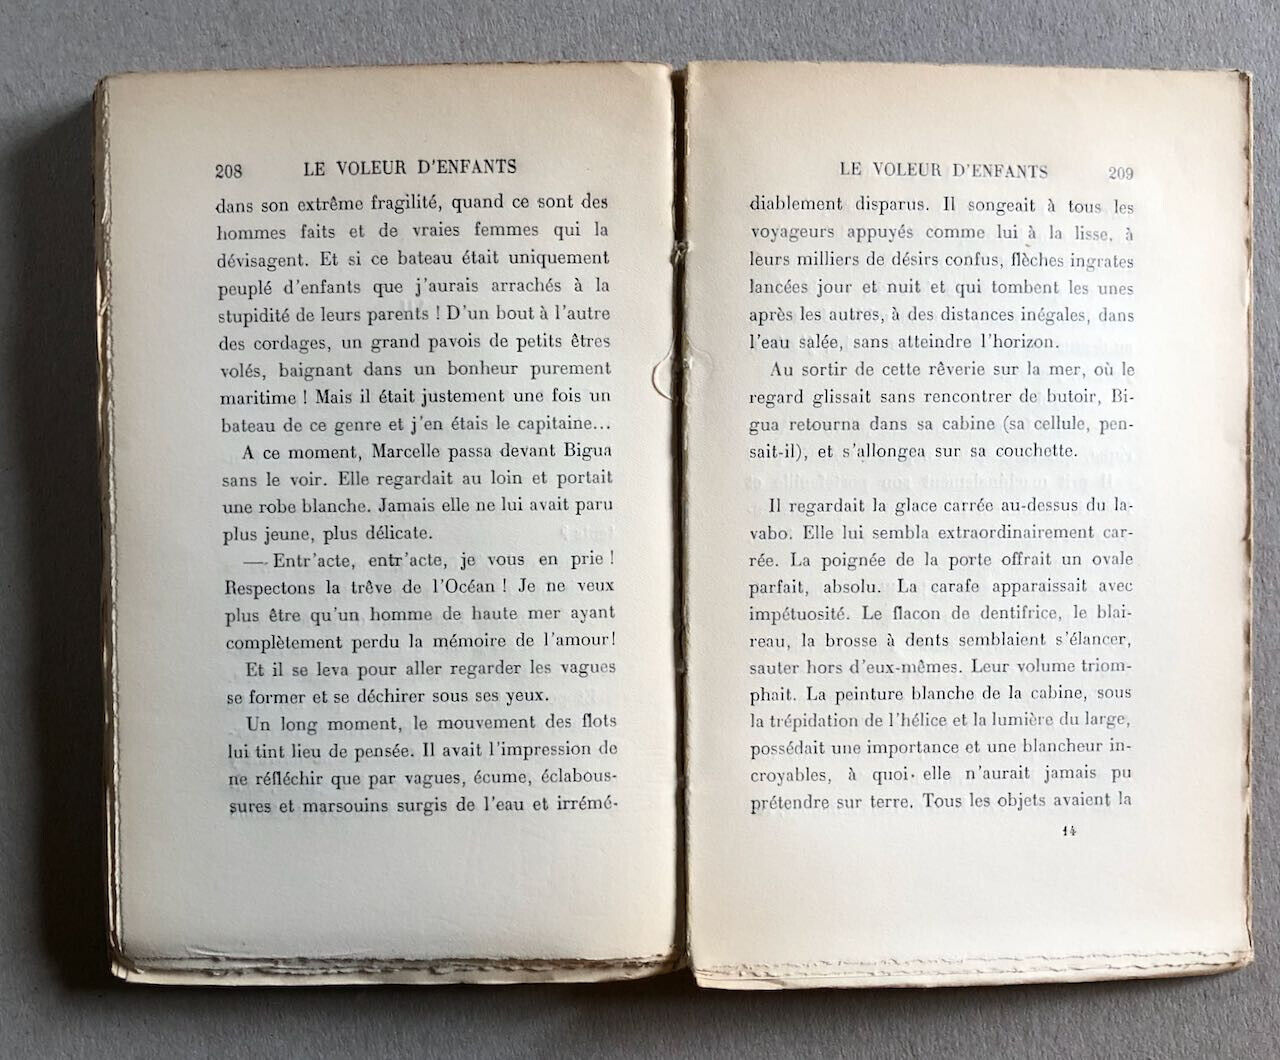 208 LE VOLEUR D'ENFANTS
dans son extrême fragilité, quand ce sont des
hommes faits et de vraies femmes qui la
dévisagent. Et si ce bateau était uniquement
peuplé d'enfants que j'aurais arrachés à la
stupidité de leurs parents ! D'un bout à l'autre
des cordages, un grand pavois de petits êtres
volés, baignant dans un bonheur purement
maritime ! Mais il était justement une fois un
bateau de ce genre et j'en étais le capitaine...
A ce moment, Marcelle passa devant Bigua
sans le voir. Elle regardait au loin et portait
une robe blanche. Jamais elle ne lui avait paru
plus jeune, plus délicate.
— Entr'acte, entr'acte, je vous en prie !
Respectons la trêve de l'Océan ! Je ne veux
plus être qu'un homme de haute mer ayant
complètement perdu la mémoire de l'amour!
Et il se leva pour aller regarder les vagues
se former et se déchirer sous ses yeux.
Un long moment, le mouvement des flots
lui tint lieu de pensée. Il avait l'impression de
ne réfléchir que par vagues, écume, éclabous-
sures et marsouins surgis de l'eau et irrémé-
LE VOLEUR D'ENFANTS 209
diablement disparus. Il songeait à tous les
voyageurs appuyés comme lui à la lisse, à
leurs milliers de désirs confus, flèches ingrates
lancées jour et nuit et qui tombent les unes
après les autres, à des distances inégales, dans
l'eau salée, sans atteindre l'horizon.
Au sortir de cette rêverie sur la mer, où le
regard glissait sans rencontrer de butoir, Bi-
gua retourna dans sa cabine (sa cellule, pen-
sait-il), et s'allongea sur sa couchette.
Il regardait la glace carrée au-dessus du la-
vabo. Elle lui sembla extraordinairement car-
rée. La poignée de la porte offrait un ovale
parfait, absolu. La carafe apparaissait avec
impétuosité. Le flacon de dentifrice, le blai-
reau, la brosse à dents semblaient s'élancer,
sauter hors d'eux-mêmes. Leur volume triom-
phait. La peinture blanche de la cabine, sous
la trépidation de l'hélice et la lumière du large,
possédait une importance et une blancheur in-
croyables, à quoi elle n'aurait jamais pu
prétendre sur terre. Tous les objets avaient la
14